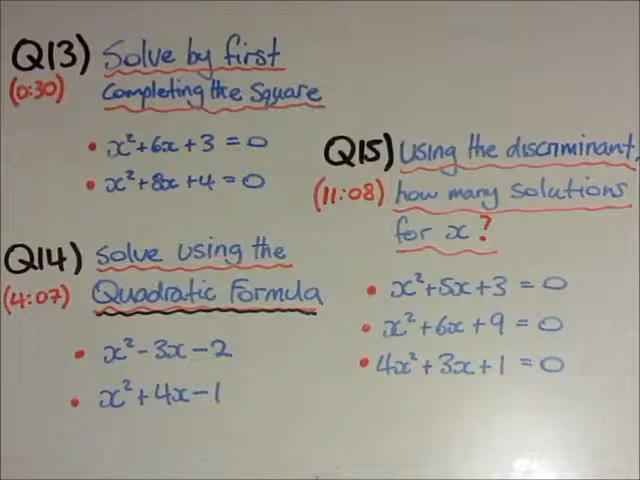 Q13) Solve by first
(0:30) Completing the Square
• x²+6x+3=0
• x²+8x+4=0
Q14) Solve using the
(4:07) Quadratic Formula
• x²-3x-2
• x²+4x-1
Q15) Using the discriminant,
(11:08) how many solutions
for x?
• x²+5x+3=0
• x²+6x+9=0
• 4x²+3x+1=0